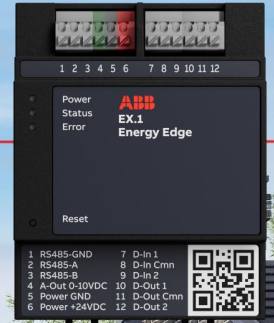 1 2 3 4 5 6 7 8 9 10 11 12
Power
Status
Error
ABB
EX.1
Energy Edge
Reset
1 RS485-GND 7 D-In 1
2 RS485-A 8 D-In Cmn
3 RS485-B 9 D-In 2
4 A-Out 0-10VDC 10 D-Out 1
5 Power GND 11 D-Out Cmn
6 Power +24VDC 12 D-Out 2